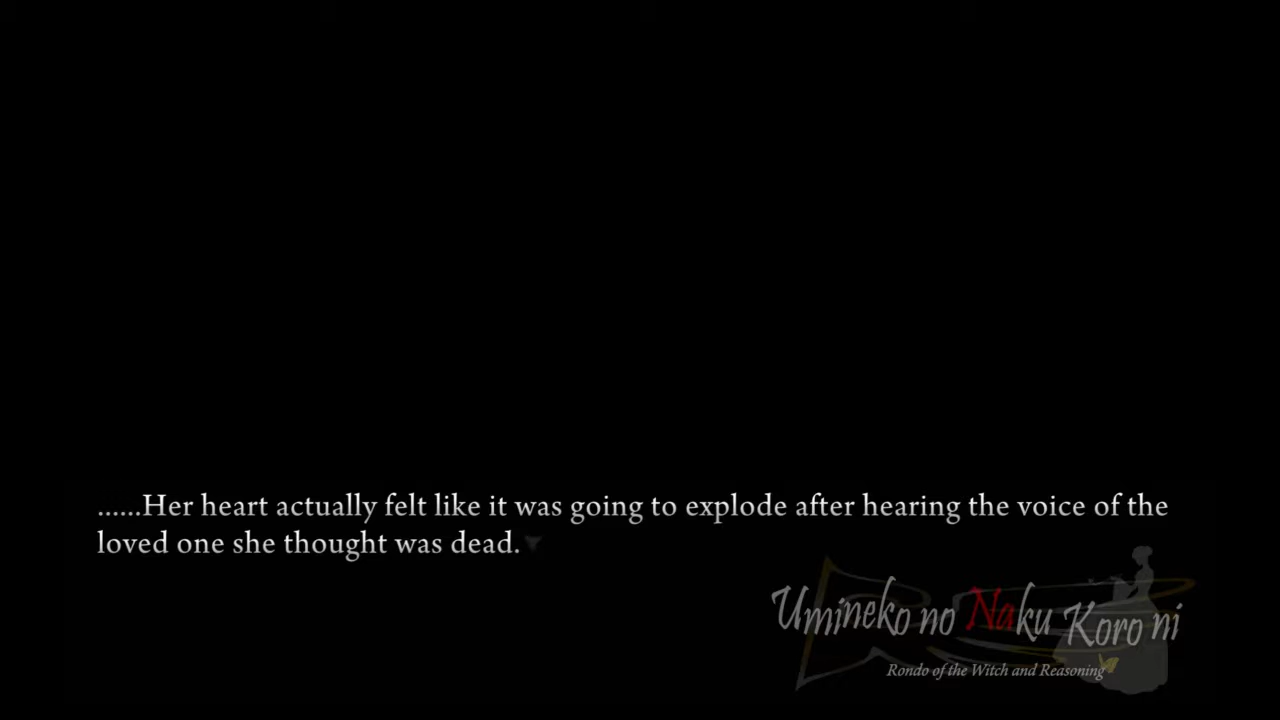 ......Her heart actually felt like it was going to explode after hearing the voice of the
loved one she thought was dead.
Umineko no Naku Koro ni
Rondo of the Witch and Reasoning